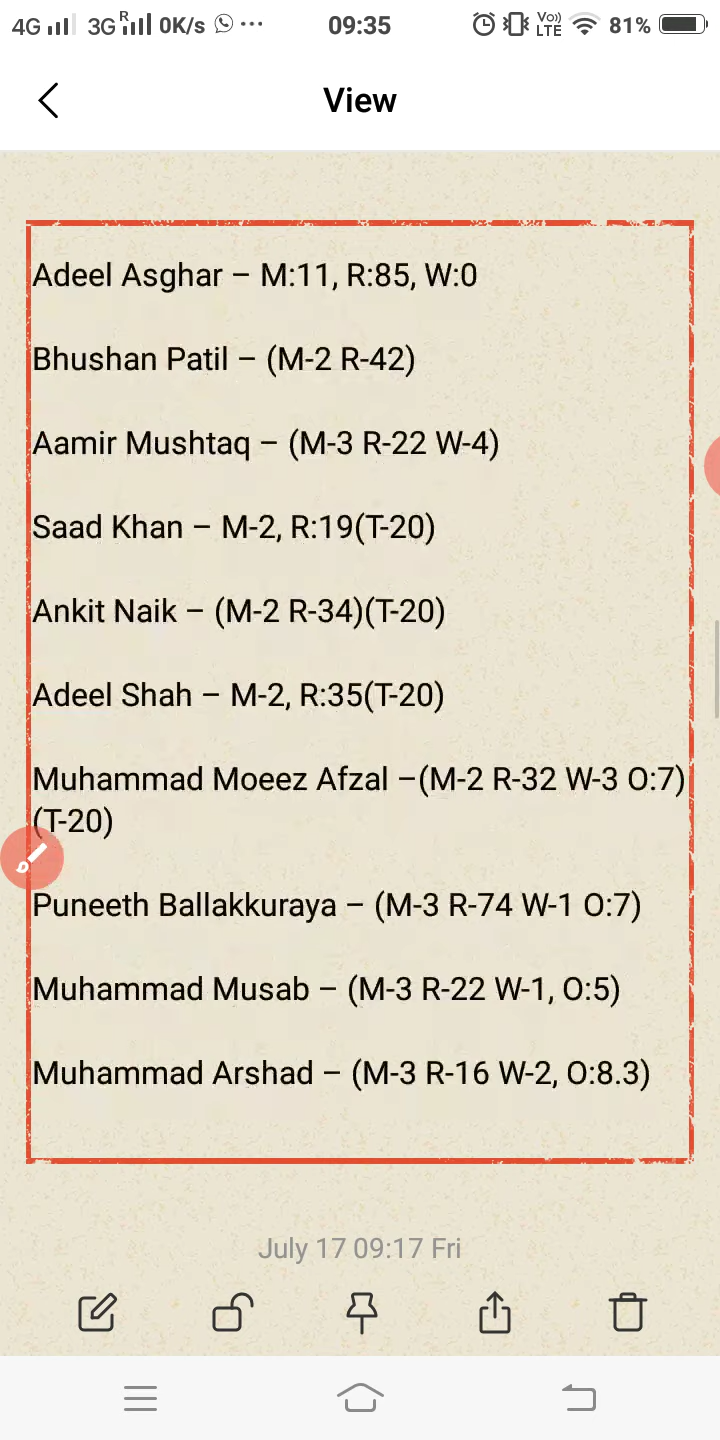 4G 3G R 0K/s ... 09:35 Vo)) LTE 81%
View
Adeel Asghar – M:11, R:85, W:0
Bhushan Patil – (M-2 R-42)
Aamir Mushtaq – (M-3 R-22 W-4)
Saad Khan – M-2, R:19(T-20)
Ankit Naik – (M-2 R-34)(T-20)
Adeel Shah – M-2, R:35(T-20)
Muhammad Moeez Afzal –(M-2 R-32 W-3 O:7)
(T-20)
Puneeth Ballakkuraya – (M-3 R-74 W-1 O:7)
Muhammad Musab – (M-3 R-22 W-1, O:5)
Muhammad Arshad – (M-3 R-16 W-2, O:8.3)
July 17 09:17 Fri